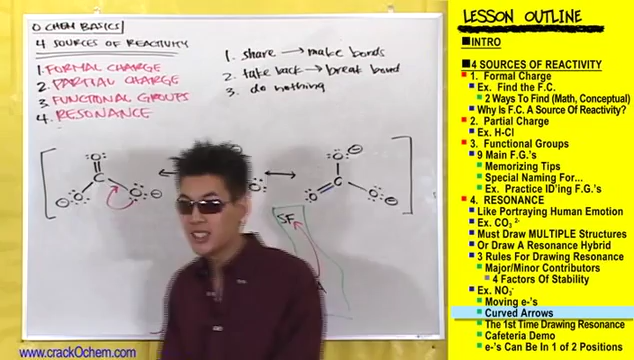 O CHEM BASICS
4 SOURCES OF REACTIVITY
1. FORMAL CHARGE
2. PARTIAL CHARGE
3. FUNCTIONAL GROUPS
4. RESONANCE
1. share → make bonds
2. take back → break bond
3. do nothing
O
C
O O
O
C
O O
SF
www.crackOchem.com
LESSON OUTLINE
INTRO
4 SOURCES OF REACTIVITY
1. Formal Charge
Ex. Find the F.C.
2 Ways To Find (Math, Conceptual)
Why Is F.C. A Source Of Reactivity?
2. Partial Charge
Ex. H-Cl
3. Functional Groups
9 Main F.G.'s
Memorizing Tips
Special Naming For...
Ex. Practice ID'ing F.G.'s
4. RESONANCE
Like Portraying Human Emotion
Ex. CO₃ ²⁻
Must Draw MULTIPLE Structures
Or Draw A Resonance Hybrid
3 Rules For Drawing Resonance
Major/Minor Contributors
4 Factors Of Stability
Ex. NO₃⁻
Moving e-'s
Curved Arrows
The 1st Time Drawing Resonance
Cafeteria Demo
e-'s Can Be In 1 of 2 Positions